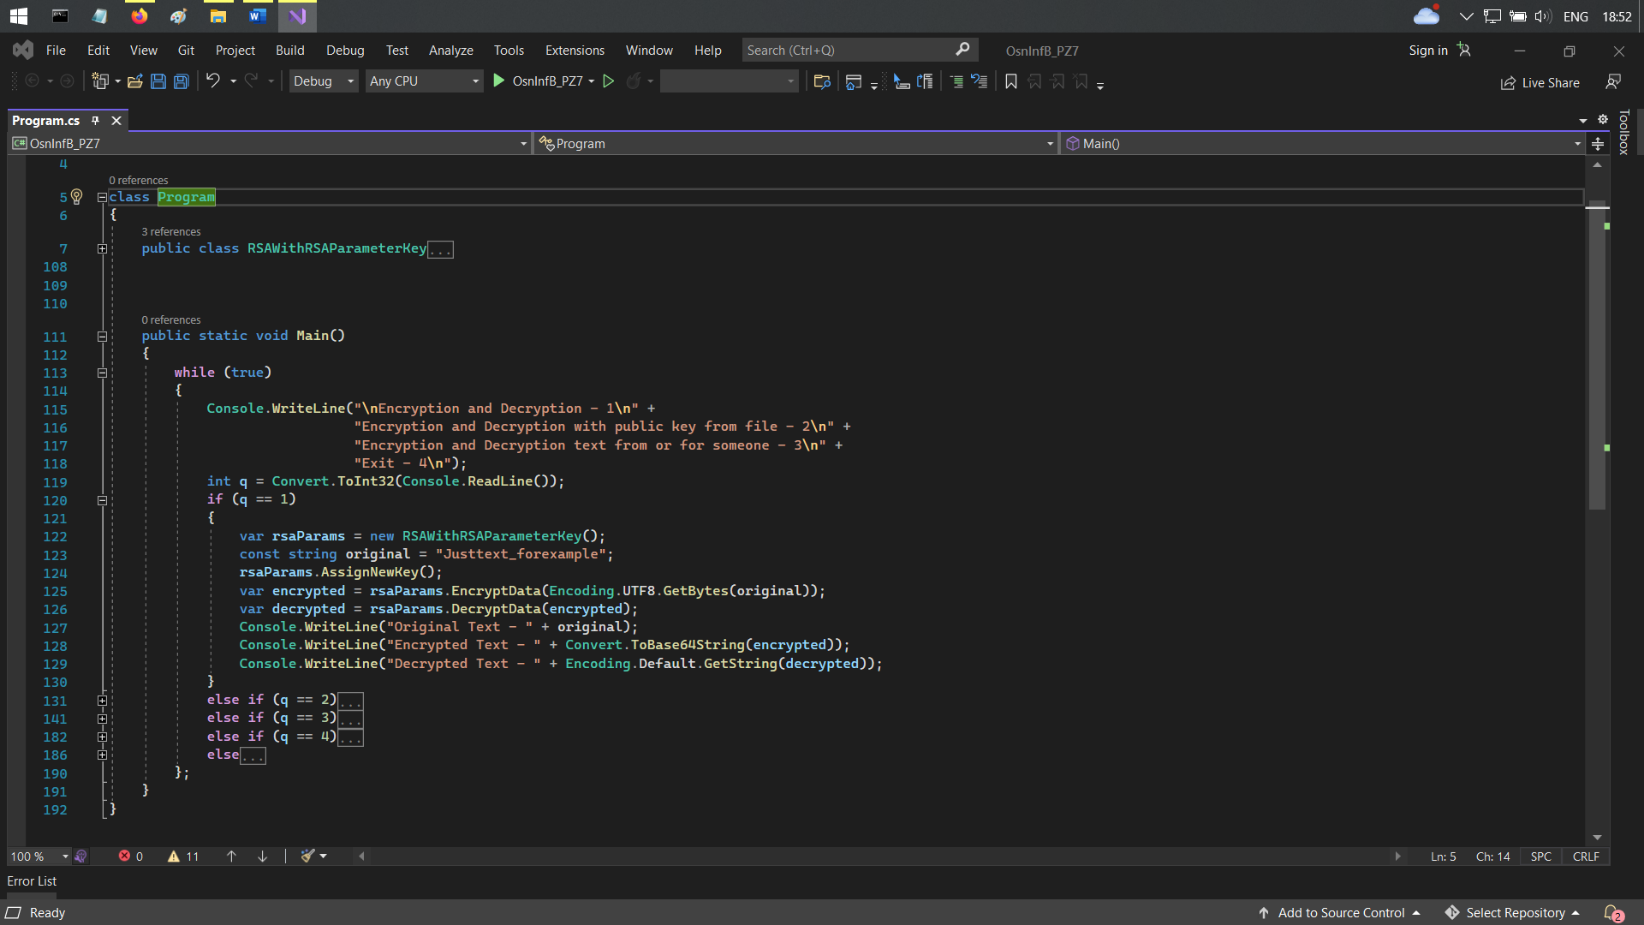 ENG 18:52
File Edit View Git Project Build Debug Test Analyze Tools Extensions Window Help Search (Ctrl+Q) OsnInfB_PZ7 Sign in
Debug Any CPU OsnInfB_PZ7 Live Share
Program.cs
Toolbox
C# OsnInfB_PZ7 Program Main()
4
0 references
5 class Program
6 {
3 references
7 public class RSAWithRSAParameterKey...
108
109
110
0 references
111 public static void Main()
112 {
113 while (true)
114 {
115 Console.WriteLine("\nEncryption and Decryption - 1\n" +
116 "Encryption and Decryption with public key from file - 2\n" +
117 "Encryption and Decryption text from or for someone - 3\n" +
118 "Exit - 4\n");
119 int q = Convert.ToInt32(Console.ReadLine());
120 if (q == 1)
121 {
122 var rsaParams = new RSAWithRSAParameterKey();
123 const string original = "Justtext_forexample";
124 rsaParams.AssignNewKey();
125 var encrypted = rsaParams.EncryptData(Encoding.UTF8.GetBytes(original));
126 var decrypted = rsaParams.DecryptData(encrypted);
127 Console.WriteLine("Original Text - " + original);
128 Console.WriteLine("Encrypted Text - " + Convert.ToBase64String(encrypted));
129 Console.WriteLine("Decrypted Text - " + Encoding.Default.GetString(decrypted));
130 }
131 else if (q == 2)...
141 else if (q == 3)...
182 else if (q == 4)...
186 else...
190 };
191 }
192 }
100 % 0 11 Ln: 5 Ch: 14 SPC CRLF
Error List
Ready Add to Source Control Select Repository 2